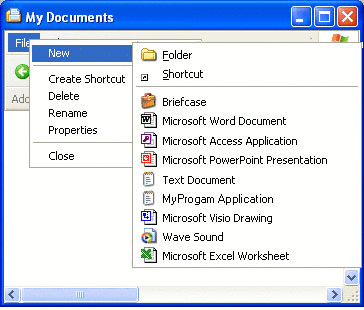 My Documents
File
New
Create Shortcut
Delete
Rename
Properties
Close
Folder
Shortcut
Briefcase
Microsoft Word Document
Microsoft Access Application
Microsoft PowerPoint Presentation
Text Document
MyProgam Application
Microsoft Visio Drawing
Wave Sound
Microsoft Excel Worksheet